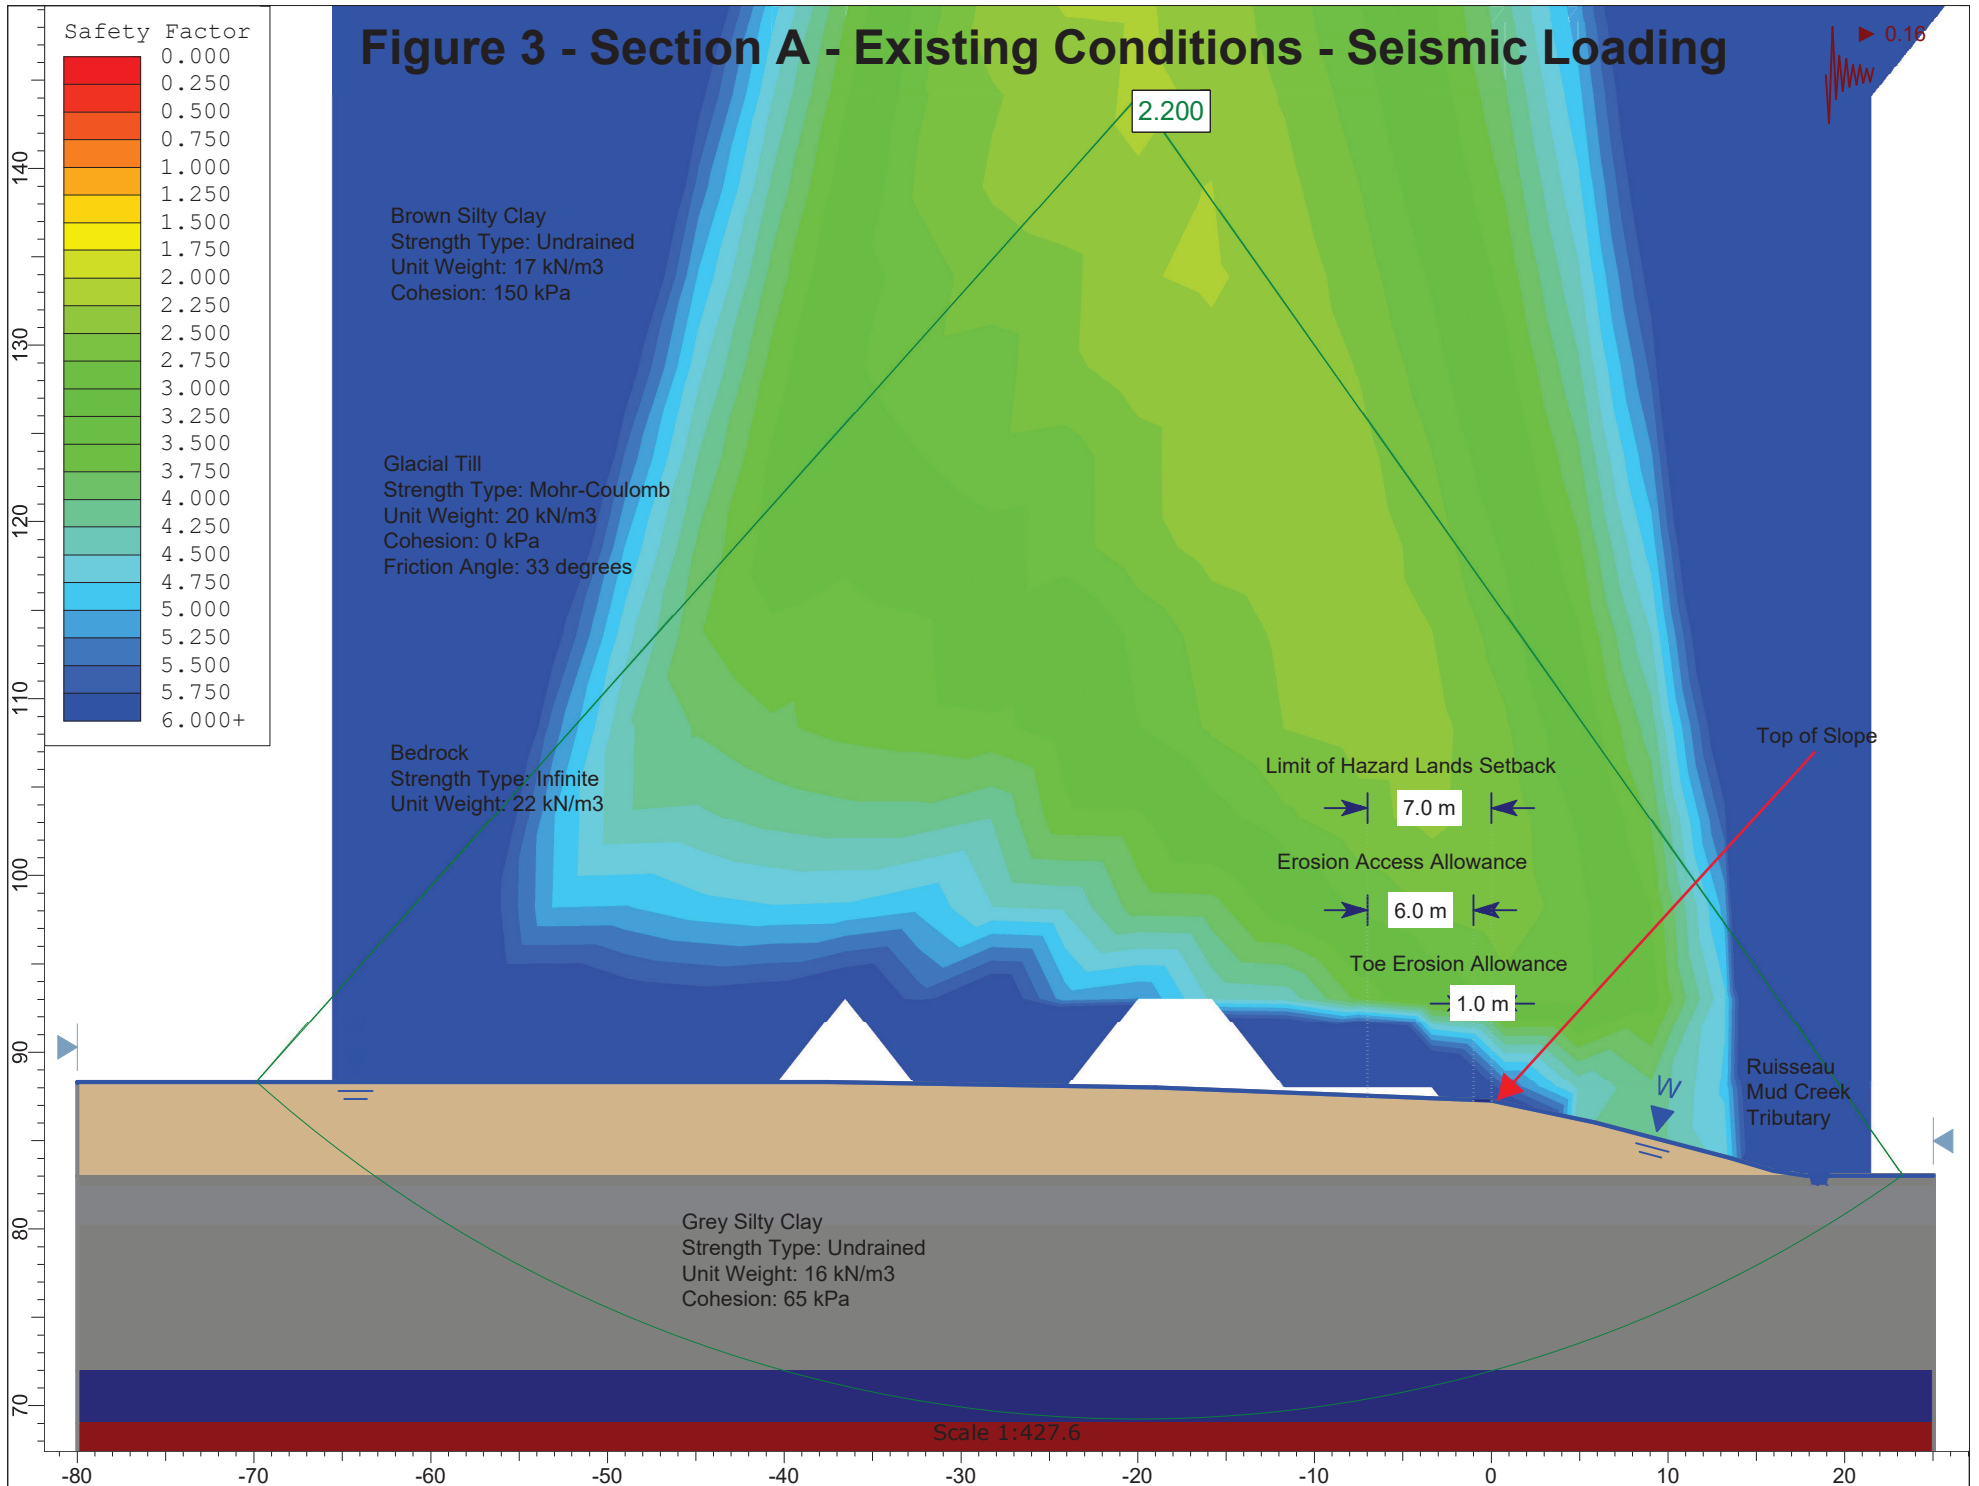 Figure 3 - Section A - Existing Conditions - Seismic Loading
Safety Factor
0.000
0.250
0.500
0.750
1.000
1.250
1.500
1.750
2.000
2.250
2.500
2.750
3.000
3.250
3.500
3.750
4.000
4.250
4.500
4.750
5.000
5.250
5.500
5.750
6.000+
0.16
2.200
Brown Silty Clay
Strength Type: Undrained
Unit Weight: 17 kN/m3
Cohesion: 150 kPa
Glacial Till
Strength Type: Mohr-Coulomb
Unit Weight: 20 kN/m3
Cohesion: 0 kPa
Friction Angle: 33 degrees
Bedrock
Strength Type: Infinite
Unit Weight: 22 kN/m3
Top of Slope
Limit of Hazard Lands Setback
7.0 m
Erosion Access Allowance
6.0 m
Toe Erosion Allowance
1.0 m
W
Ruisseau
Mud Creek
Tributary
Grey Silty Clay
Strength Type: Undrained
Unit Weight: 16 kN/m3
Cohesion: 65 kPa
Scale 1:427.6
140
130
120
110
100
90
80
70
-80 -70 -60 -50 -40 -30 -20 -10 0 10 20